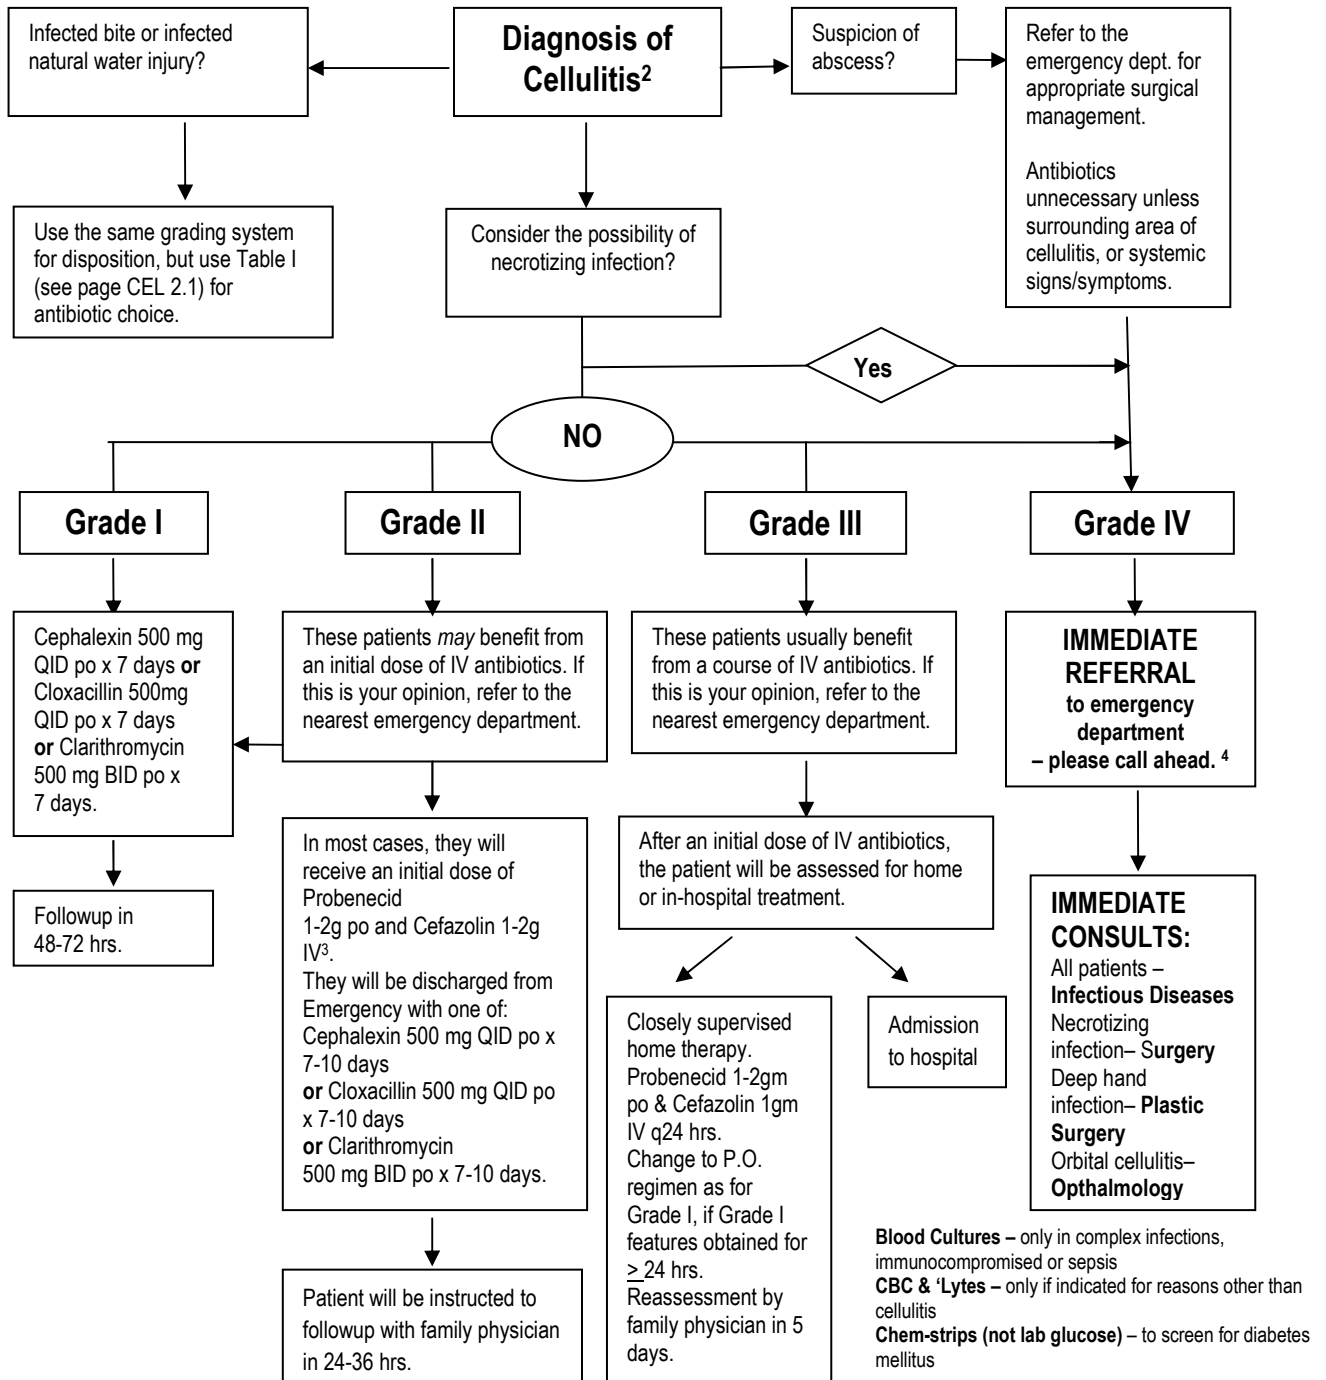 Infected bite or infected
natural water injury?
Diagnosis of
Cellulitis²
Suspicion of
abscess?
Refer to the
emergency dept. for
appropriate surgical
management.
Antibiotics
unnecessary unless
surrounding area of
cellulitis, or systemic
signs/symptoms.
Use the same grading system
for disposition, but use Table I
(see page CEL 2.1) for
antibiotic choice.
Consider the possibility of
necrotizing infection?
Yes
NO
Grade I
Grade II
Grade III
Grade IV
Cephalexin 500 mg
QID po x 7 days or
Cloxacillin 500mg
QID po x 7 days
or Clarithromycin
500 mg BID po x
7 days.
These patients may benefit from
an initial dose of IV antibiotics. If
this is your opinion, refer to the
nearest emergency department.
These patients usually benefit
from a course of IV antibiotics. If
this is your opinion, refer to the
nearest emergency department.
IMMEDIATE
REFERRAL
to emergency
department
– please call ahead. ⁴
Followup in
48-72 hrs.
In most cases, they will
receive an initial dose of
Probenecid
1-2g po and Cefazolin 1-2g
IV³.
They will be discharged from
Emergency with one of:
Cephalexin 500 mg QID po x
7-10 days
or Cloxacillin 500 mg QID po
x 7-10 days
or Clarithromycin
500 mg BID po x 7-10 days.
After an initial dose of IV antibiotics,
the patient will be assessed for home
or in-hospital treatment.
IMMEDIATE
CONSULTS:
All patients –
Infectious Diseases
Necrotizing
infection– Surgery
Deep hand
infection– Plastic
Surgery
Orbital cellulitis–
Opthalmology
Closely supervised
home therapy.
Probenecid 1-2gm
po & Cefazolin 1gm
IV q24 hrs.
Change to P.O.
regimen as for
Grade I, if Grade I
features obtained for
> 24 hrs.
Reassessment by
family physician in 5
days.
Admission
to hospital
Patient will be instructed to
followup with family physician
in 24-36 hrs.
Blood Cultures – only in complex infections,
immunocompromised or sepsis
CBC & ‘Lytes – only if indicated for reasons other than
cellulitis
Chem-strips (not lab glucose) – to screen for diabetes
mellitus